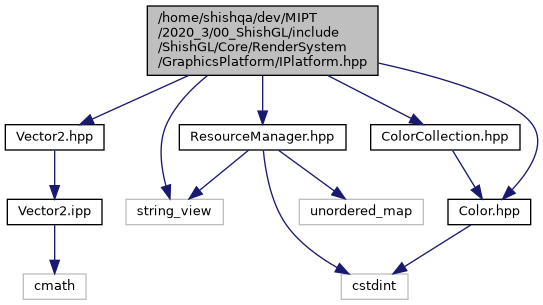 /home/shishqa/dev/MIPT
/2020_3/00_ShishGL/include
/ShishGL/Core/RenderSystem
/GraphicsPlatform/IPlatform.hpp
Vector2.hpp
ResourceManager.hpp
ColorCollection.hpp
Vector2.ipp
string_view
unordered_map
Color.hpp
cmath
cstdint